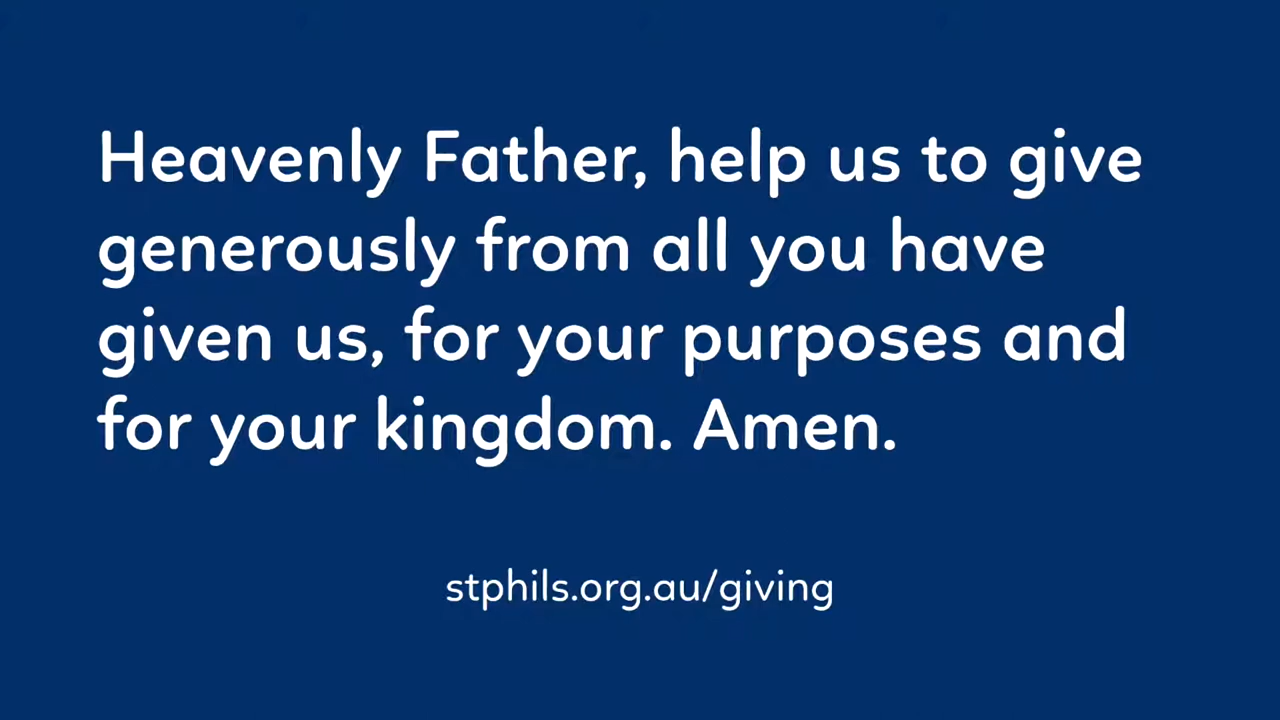 Heavenly Father, help us to give
generously from all you have
given us, for your purposes and
for your kingdom. Amen.
stphils.org.au/giving